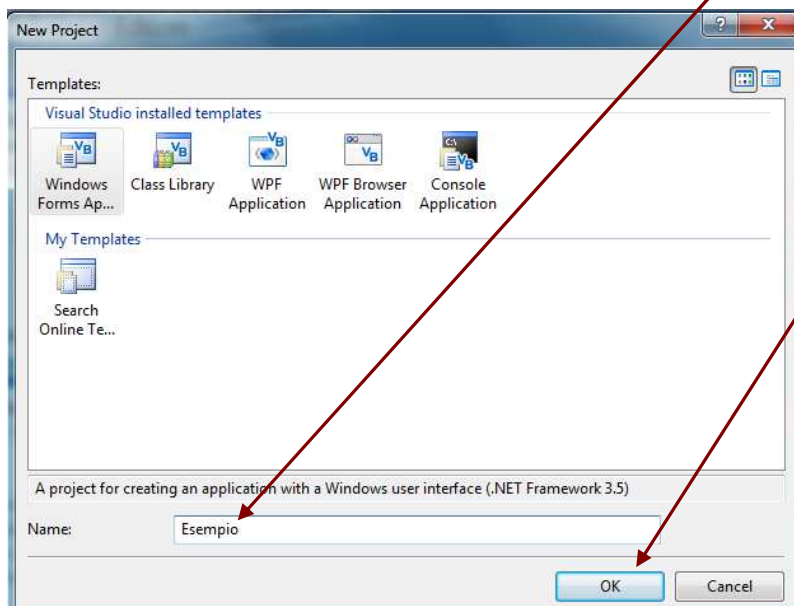 New Project
Templates:
Visual Studio installed templates
Windows Forms Ap...
Class Library
WPF Application
WPF Browser Application
Console Application
My Templates
Search Online Te...
A project for creating an application with a Windows user interface (.NET Framework 3.5)
Name:
Esempio
OK
Cancel